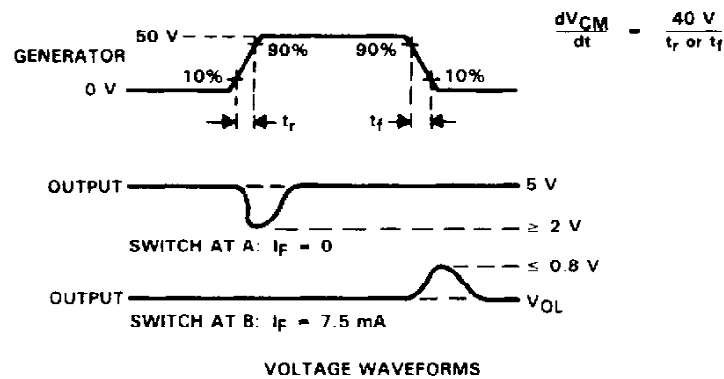 dV_CM/dt = 40 V/t_r or t_f
GENERATOR
50 V
90%
90%
10%
10%
0 V
t_r
t_f
OUTPUT
5 V
≥ 2 V
SWITCH AT A: I_F = 0
≤ 0.8 V
OUTPUT
V_OL
SWITCH AT B: I_F = 7.5 mA
VOLTAGE WAVEFORMS